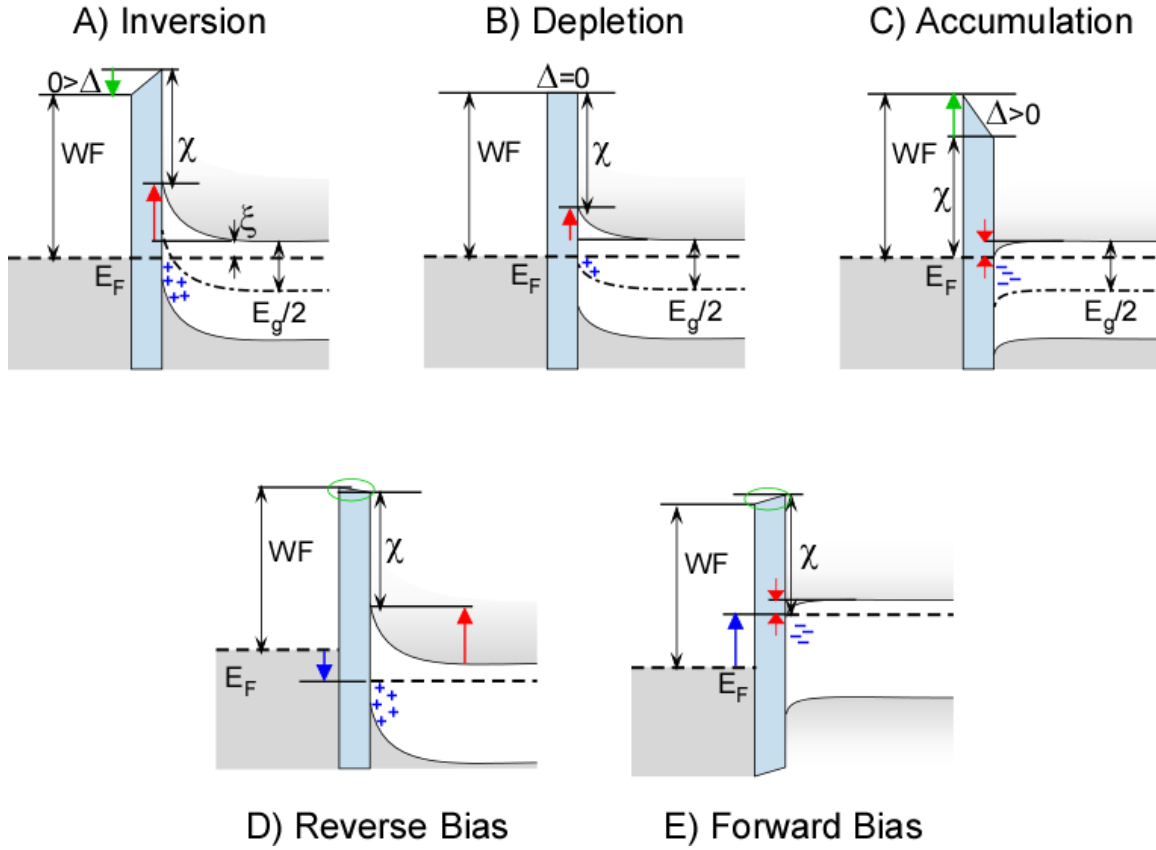 A) Inversion
B) Depletion
C) Accumulation
0>Δ
WF
χ
ξ
E_F
E_g/2
Δ=0
WF
χ
E_F
E_g/2
Δ>0
WF
χ
E_F
E_g/2
WF
χ
E_F
WF
χ
E_F
D) Reverse Bias
E) Forward Bias